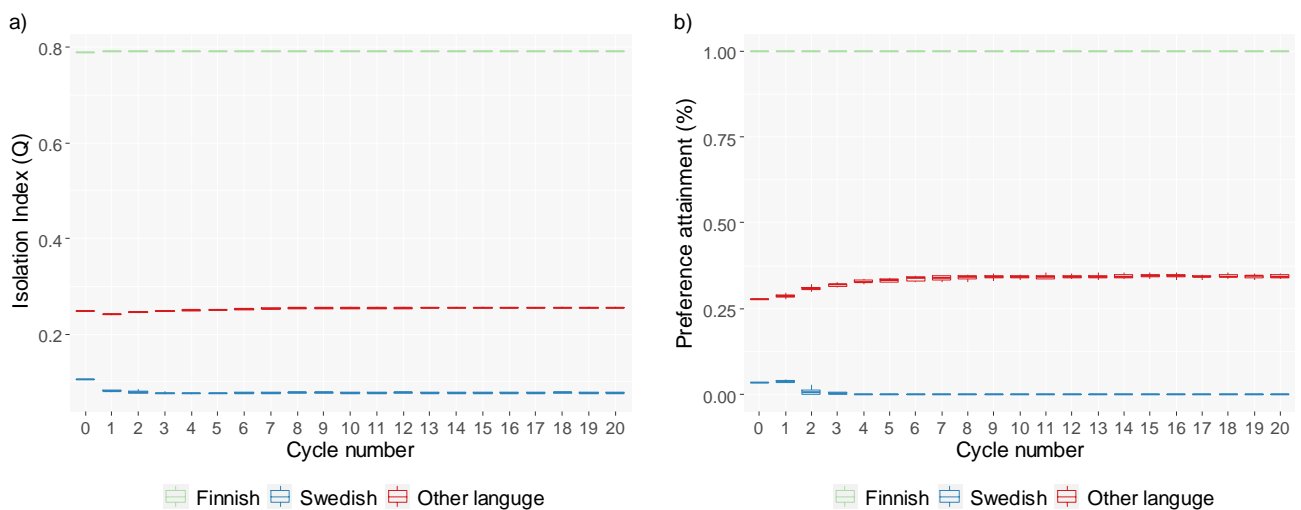 a)
Isolation Index (Q)
0.8
0.6
0.4
0.2
0 1 2 3 4 5 6 7 8 9 10 11 12 13 14 15 16 17 18 19 20
Cycle number
Finnish Swedish Other languge
b)
Preference attainment (%)
1.00
0.75
0.50
0.25
0.00
0 1 2 3 4 5 6 7 8 9 10 11 12 13 14 15 16 17 18 19 20
Cycle number
Finnish Swedish Other languge